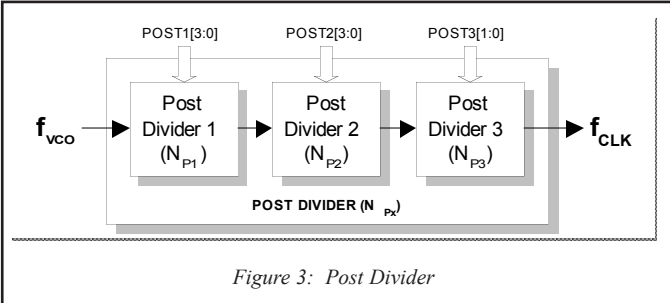 POST1[3:0] POST2[3:0] POST3[1:0]
Post Divider 1 (NP1)
Post Divider 2 (NP2)
Post Divider 3 (NP3)
fVCO
fCLK
POST DIVIDER (N Px)
Figure 3: Post Divider